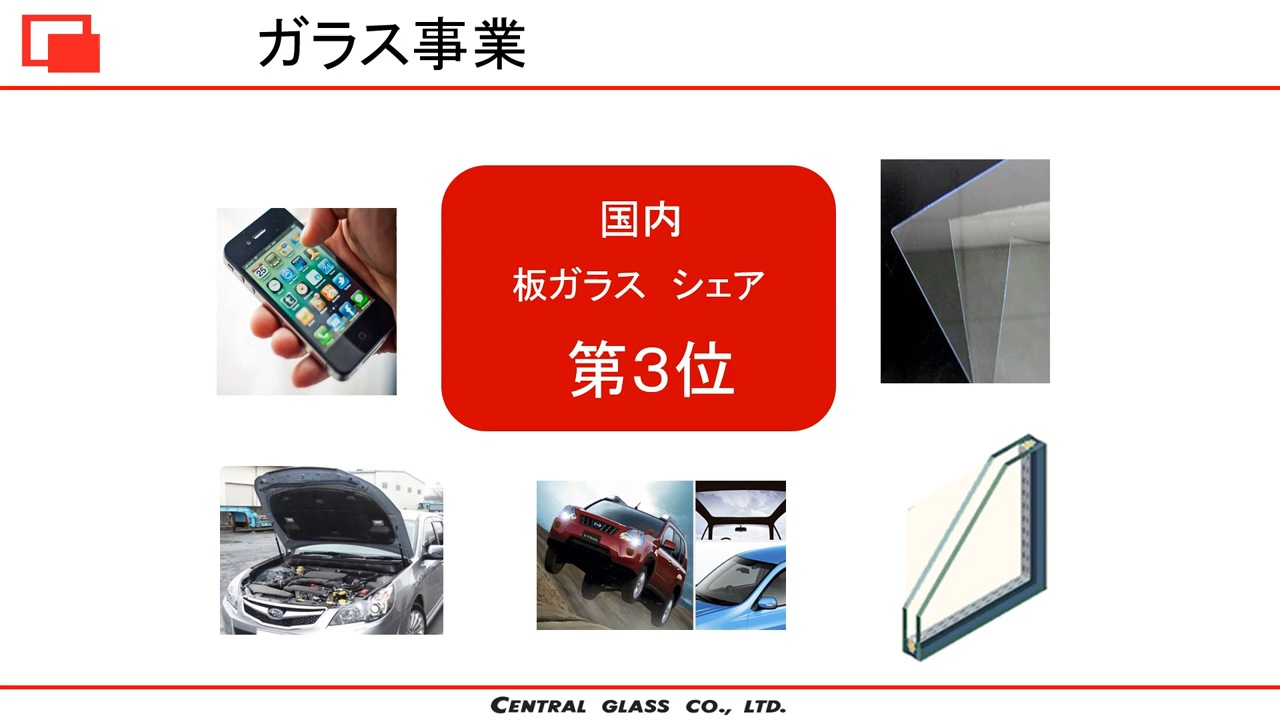 ガラス事業
国内
板ガラス　シェア
第３位
CENTRAL GLASS CO., LTD.